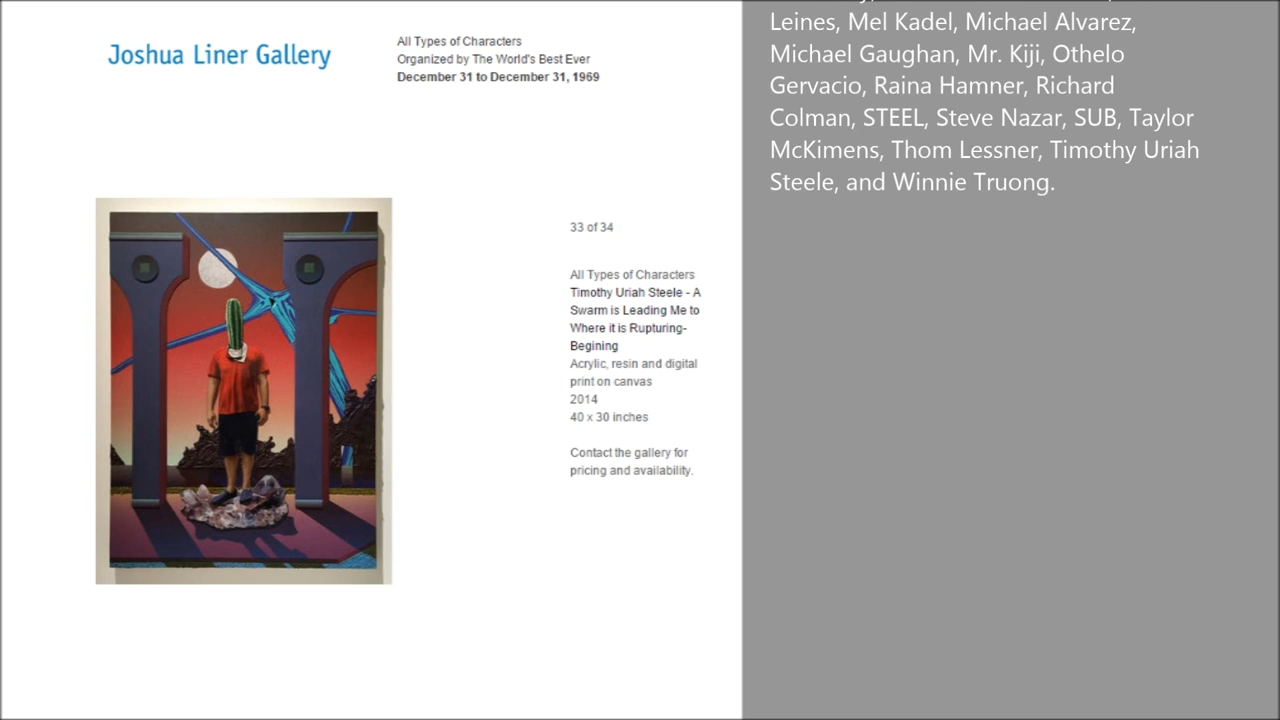 Joshua Liner Gallery
All Types of Characters
Organized by The World's Best Ever
December 31 to December 31, 1969
33 of 34
All Types of Characters
Timothy Uriah Steele - A
Swarm is Leading Me to
Where it is Rupturing-
Begining
Acrylic, resin and digital
print on canvas
2014
40 x 30 inches
Contact the gallery for
pricing and availability.
Leines, Mel Kadel, Michael Alvarez,
Michael Gaughan, Mr. Kiji, Othelo
Gervacio, Raina Hamner, Richard
Colman, STEEL, Steve Nazar, SUB, Taylor
McKimens, Thom Lessner, Timothy Uriah
Steele, and Winnie Truong.